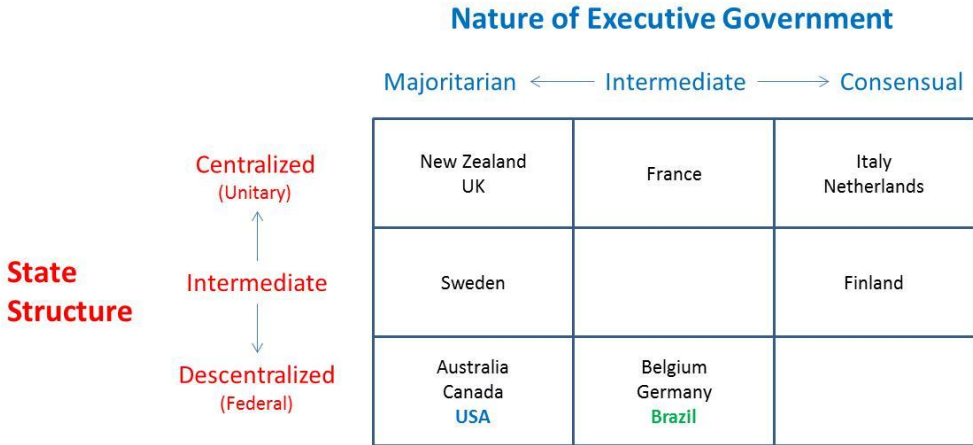 Nature of Executive Government
Majoritarian
Intermediate
Consensual
Centralized
(Unitary)
New Zealand
UK
France
Italy
Netherlands
State
Structure
Intermediate
Sweden
Finland
Descentralized
(Federal)
Australia
Canada
USA
Belgium
Germany
Brazil